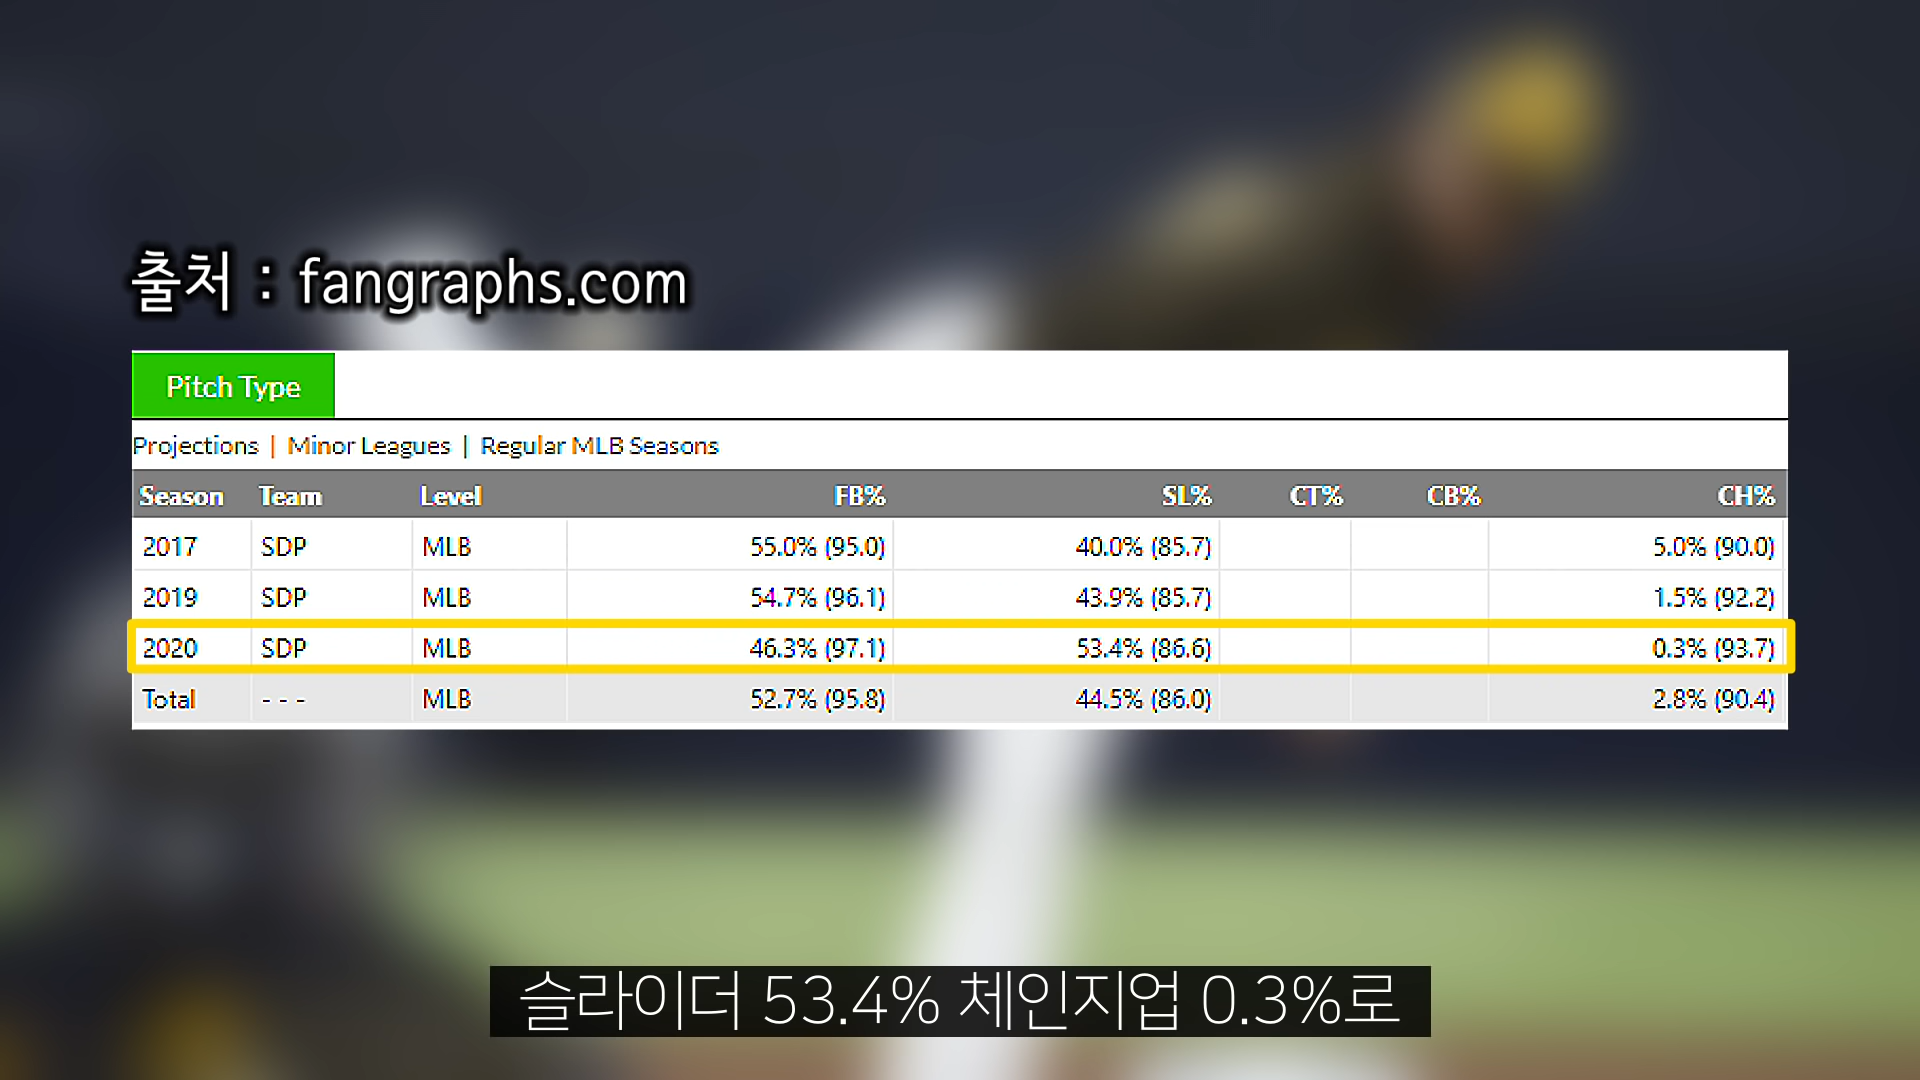 출처 : fangraphs.com
Pitch Type
Projections | Minor Leagues | Regular MLB Seasons
Season Team Level FB% SL% CT% CB% CH%
2017 SDP MLB 55.0% (95.0) 40.0% (85.7) 5.0% (90.0)
2019 SDP MLB 54.7% (96.1) 43.9% (85.7) 1.5% (92.2)
2020 SDP MLB 46.3% (97.1) 53.4% (86.6) 0.3% (93.7)
Total - - - MLB 52.7% (95.8) 44.5% (86.0) 2.8% (90.4)
슬라이더 53.4% 체인지업 0.3%로